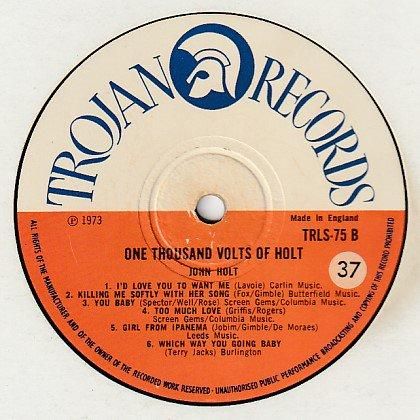 TROJAN RECORDS
℗ 1973
Made in England
TRLS-75 B
ONE THOUSAND VOLTS OF HOLT
JOHN HOLT
37
1. I'D LOVE YOU TO WANT ME (Lavoie) Carlin Music.
2. KILLING ME SOFTLY WITH HER SONG (Fox/Gimble) Butterfield Music.
3. YOU BABY (Spector/Well/Rose) Screen Gems/Columbia Music.
4. TOO MUCH LOVE (Griffis/Rogers)
Screen Gems/Columbia Music.
5. GIRL FROM IPANEMA (Jobim/Gimble/De Moraes)
Leeds Music.
6. WHICH WAY YOU GOING BABY
(Terry Jacks) Burlington
ALL RIGHTS OF THE MANUFACTURER AND OF THE OWNER OF THE RECORDED WORK RESERVED · UNAUTHORISED PUBLIC PERFORMANCE BROADCASTING AND COPYING OF THIS RECORD PROHIBITED